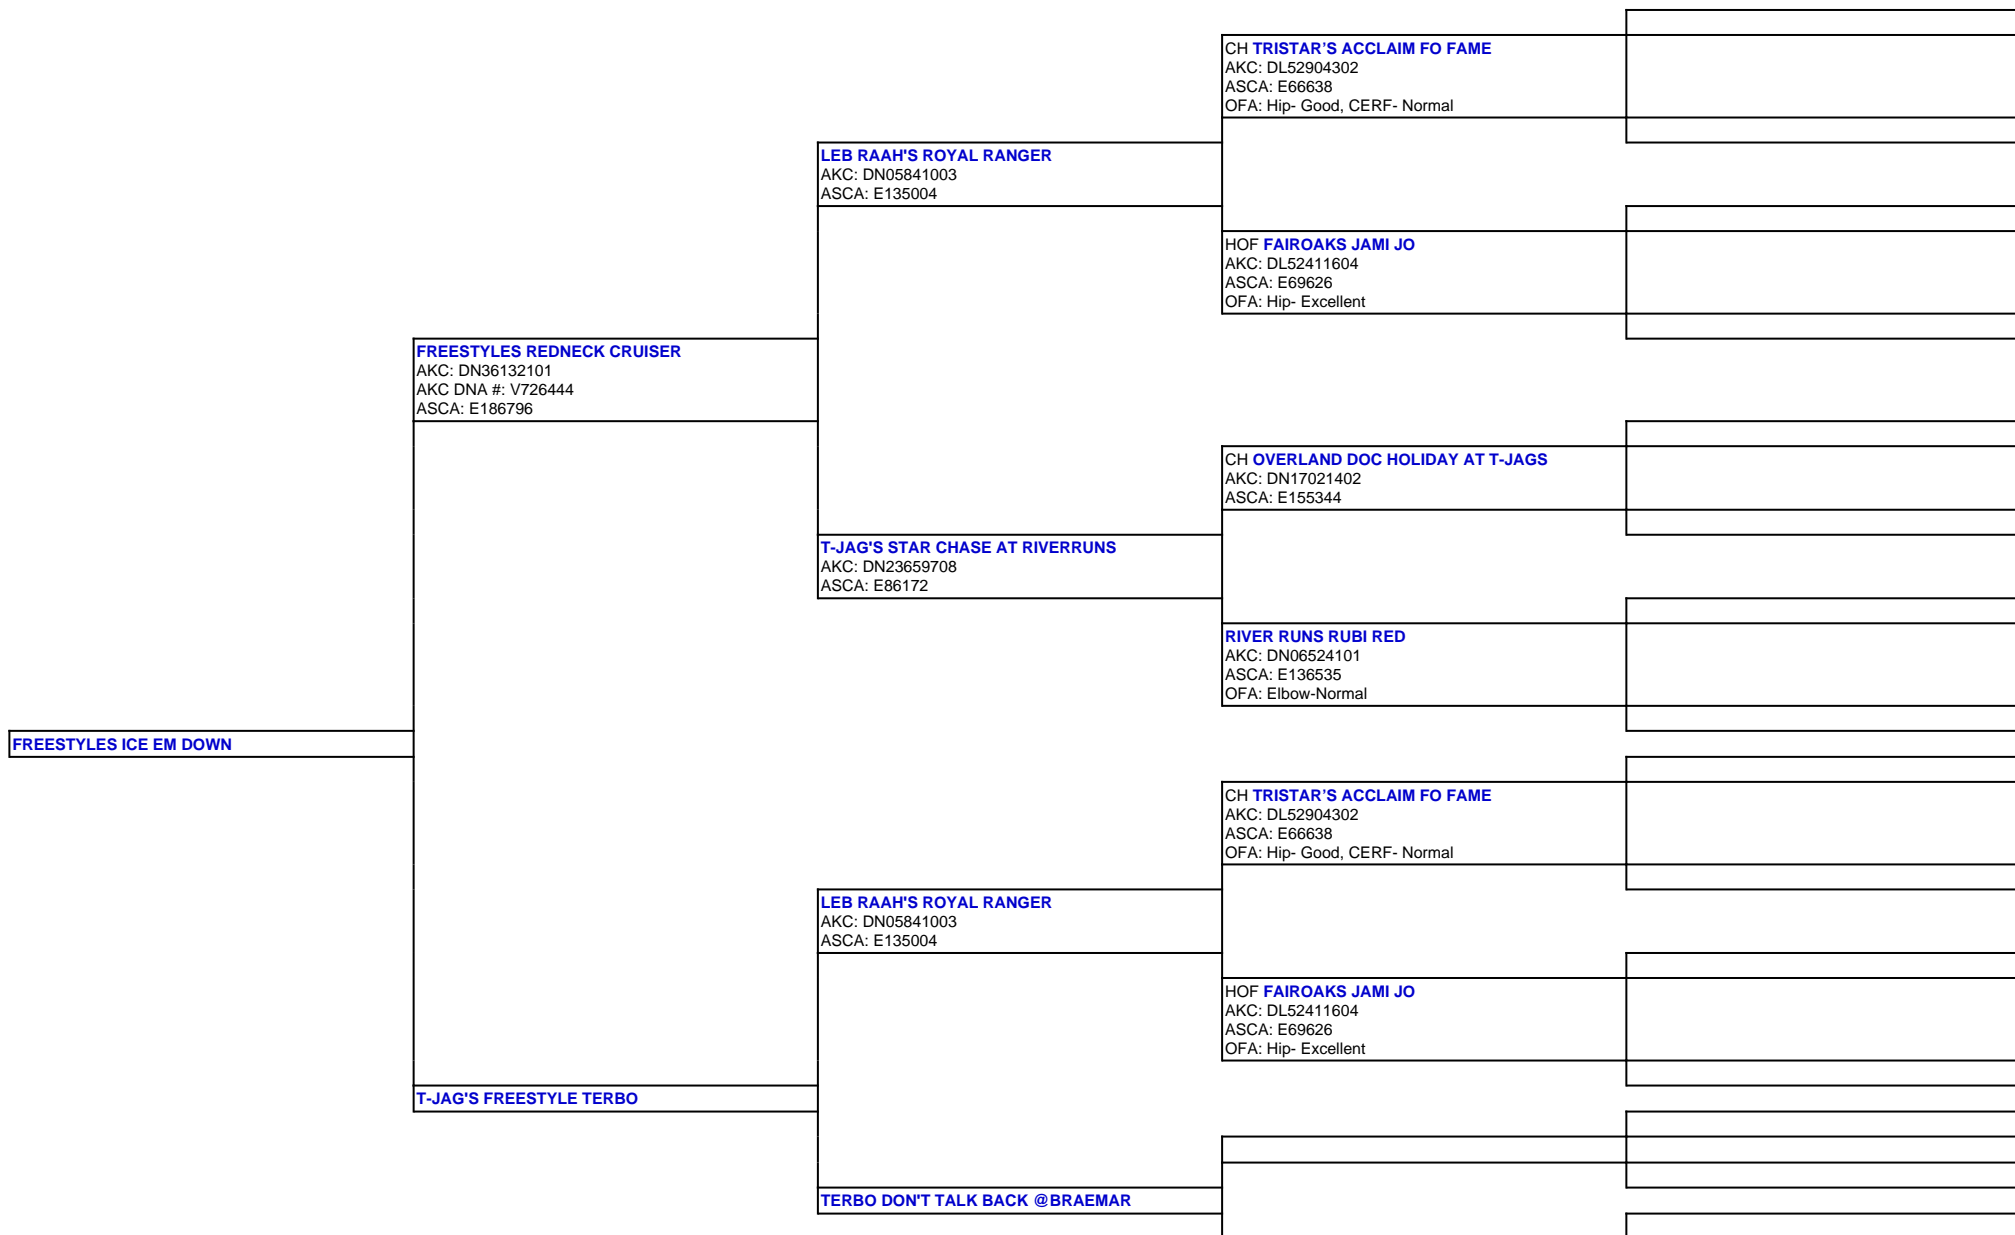 CH TRISTAR’S ACCLAIM FO FAME
AKC: DL52904302
ASCA: E66638
OFA: Hip- Good, CERF- Normal
LEB RAAH'S ROYAL RANGER
AKC: DN05841003
ASCA: E135004
HOF FAIROAKS JAMI JO
AKC: DL52411604
ASCA: E69626
OFA: Hip- Excellent
FREESTYLES REDNECK CRUISER
AKC: DN36132101
AKC DNA #: V726444
ASCA: E186796
CH OVERLAND DOC HOLIDAY AT T-JAGS
AKC: DN17021402
ASCA: E155344
T-JAG'S STAR CHASE AT RIVERRUNS
AKC: DN23659708
ASCA: E86172
RIVER RUNS RUBI RED
AKC: DN06524101
ASCA: E136535
OFA: Elbow-Normal
FREESTYLES ICE EM DOWN
CH TRISTAR’S ACCLAIM FO FAME
AKC: DL52904302
ASCA: E66638
OFA: Hip- Good, CERF- Normal
LEB RAAH'S ROYAL RANGER
AKC: DN05841003
ASCA: E135004
HOF FAIROAKS JAMI JO
AKC: DL52411604
ASCA: E69626
OFA: Hip- Excellent
T-JAG'S FREESTYLE TERBO
TERBO DON'T TALK BACK @BRAEMAR